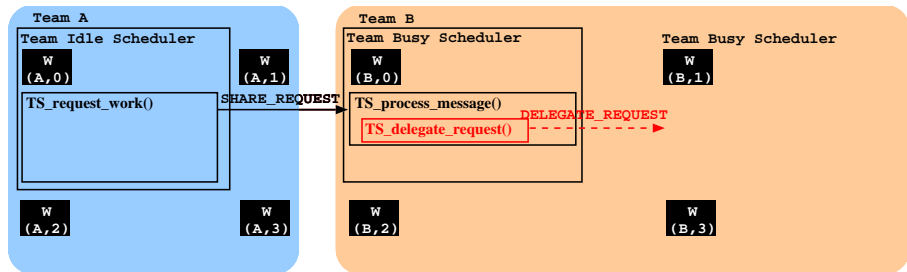 Team A
Team B
Team Idle Scheduler
Team Busy Scheduler
Team Busy Scheduler
W
(A,0)
W
(A,1)
W
(B,0)
W
(B,1)
TS_request_work()
SHARE_REQUEST
TS_process_message()
TS_delegate_request()
DELEGATE_REQUEST
W
(A,2)
W
(A,3)
W
(B,2)
W
(B,3)